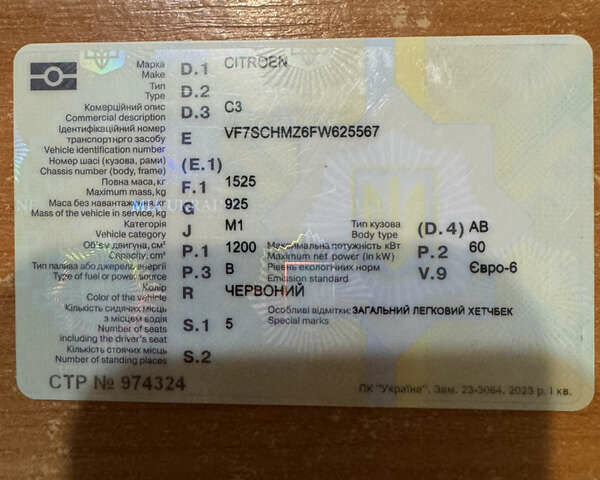 Марка
Make D.1 CITROEN
Тип
Type D.2
Комерційний опис
Commercial description D.3 C3
Ідентифікаційний номер
транспортного засобу
Vehicle identification number E VF7SCHMZ6FW625567
Номер шасі (кузова, рами)
Chassis number (body, frame) (E.1)
Повна маса, кг
Maximum mass, kg F.1 1525
Маса без навантаження, кг
Mass of the vehicle in service, kg G 925
Категорія
Vehicle category J M1 Тип кузова
Body type (D.4) АВ
Об'єм двигуна, см³
Capacity, cm³ P.1 1200 Максимальна потужність кВт
Maximum net power (in kW) P.2 60
Тип палива або джерела енергії
Type of fuel or power source P.3 B Рівень екологічних норм
Emission standard V.9 Євро-6
Колір
Color of the vehicle R ЧЕРВОНИЙ
Кількість сидячих місць
з місцем водія
Number of seats
including the driver's seat S.1 5 Особливі відмітки: ЗАГАЛЬНИЙ ЛЕГКОВИЙ ХЕТЧБЕК
Special marks
Кількість стоячих місць
Number of standing places S.2
СТР № 974324
ПК "Україна". Зам. 23-3064. 2023 р. I кв.